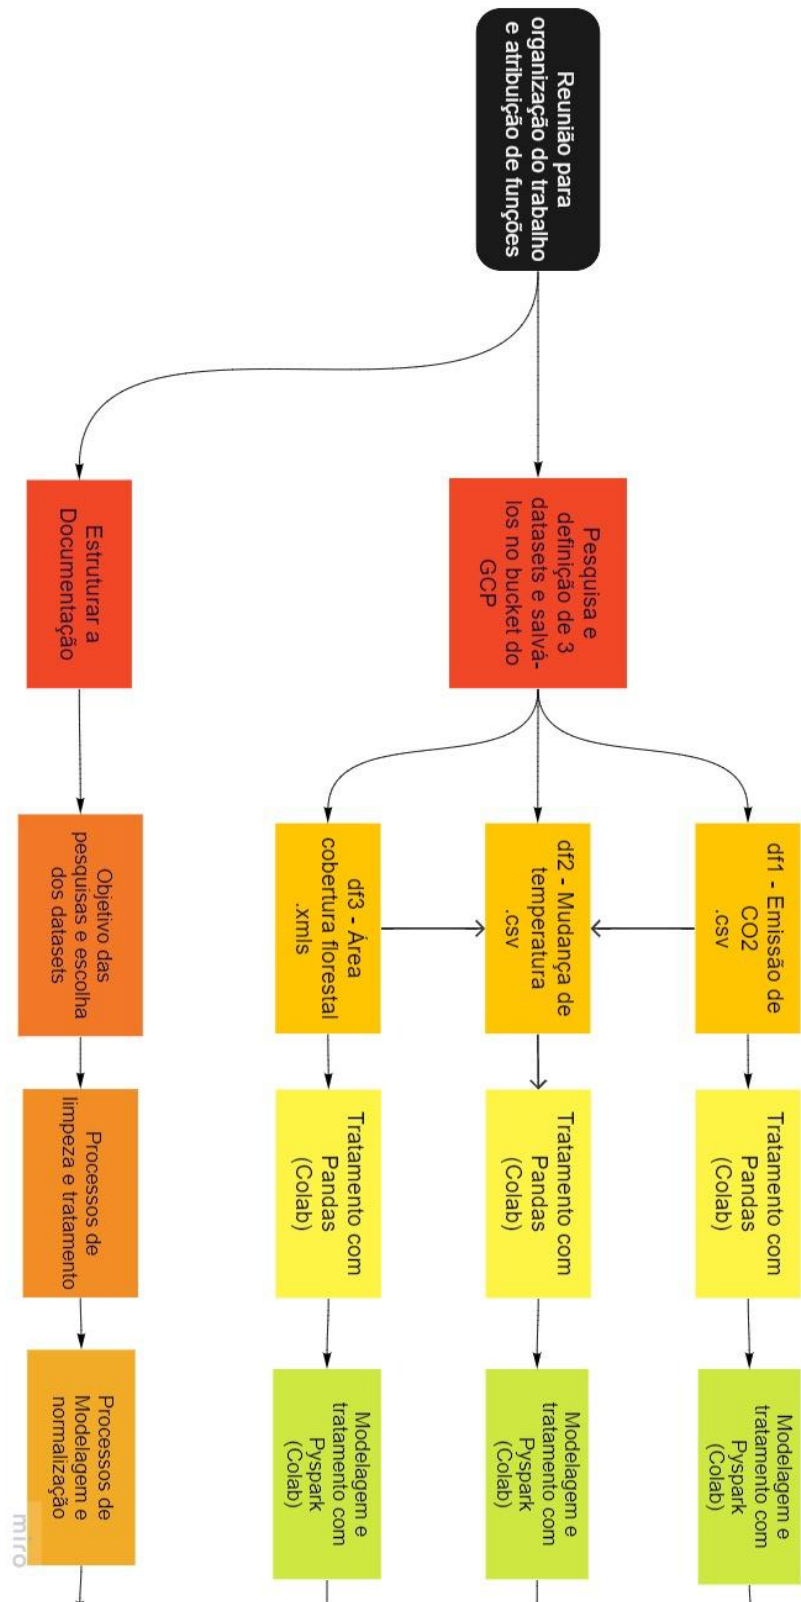 Reunião para
organização do trabalho
e atribuição de funções
Pesquisa e
definição de 3
datasets e salvá-
los no bucket do
GCP
Estruturar a
Documentação
df1 - Emissão de
CO2
.csv
df2 - Mudança de
temperatura
.csv
df3 - Área
cobertura florestal
.xmls
Objetivo das
pesquisas e escolha
dos datasets
Tratamento com
Pandas
(Colab)
Tratamento com
Pandas
(Colab)
Tratamento com
Pandas
(Colab)
Processos de
limpeza e tratamento
Modelagem e
tratamento com
Pyspark
(Colab)
Modelagem e
tratamento com
Pyspark
(Colab)
Modelagem e
tratamento com
Pyspark
(Colab)
Processos de
Modelagem e
normalização
miro